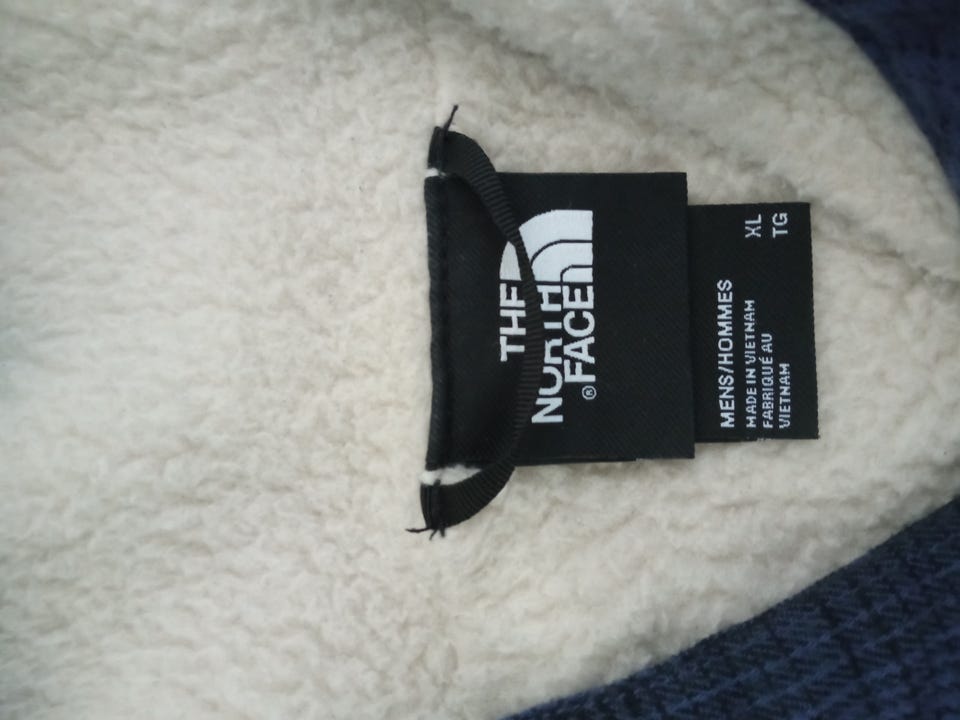 THE
NORTH
FACE®
XL
TG
MENS/HOMMES
MADE IN VIETNAM
FABRIQUÉ AU
VIETNAM